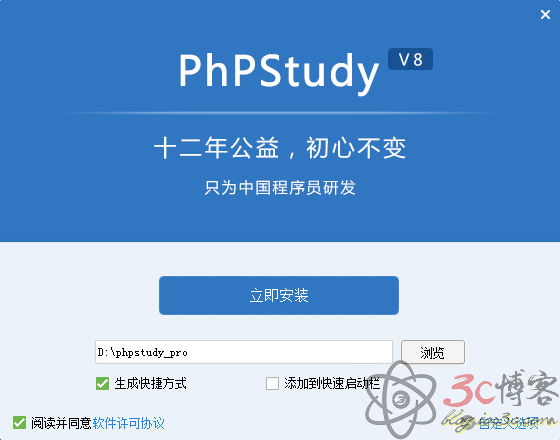 PhPStudy V8
十二年公益，初心不变
只为中国程序员研发
立即安装
D:\phpstudy_pro 浏览
生成快捷方式 添加到快速启动栏
3c博客
阅读并同意软件许可协议 自定义选项